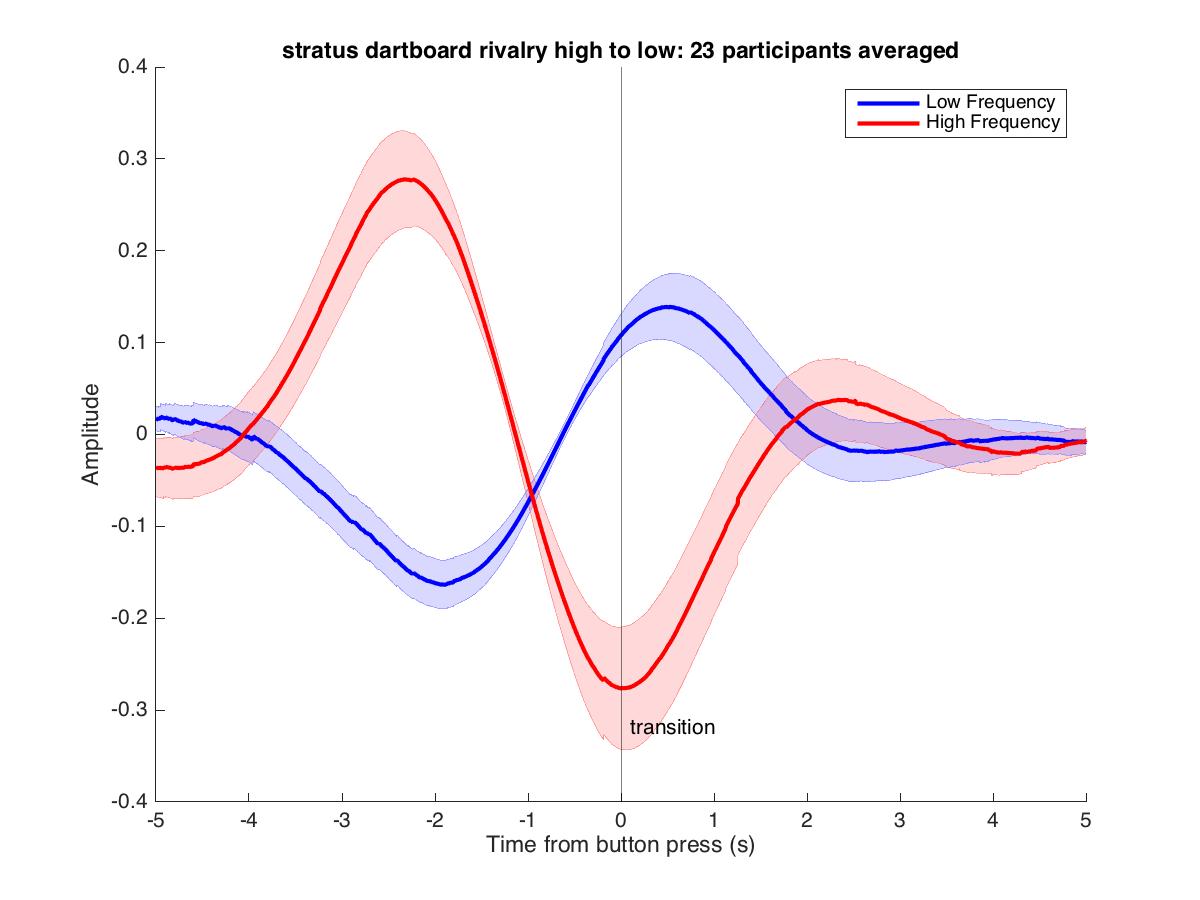 stratus dartboard rivalry high to low: 23 participants averaged
Low Frequency
High Frequency
0.4
0.3
0.2
0.1
0
-0.1
-0.2
-0.3
-0.4
Amplitude
transition
-5 -4 -3 -2 -1 0 1 2 3 4 5
Time from button press (s)